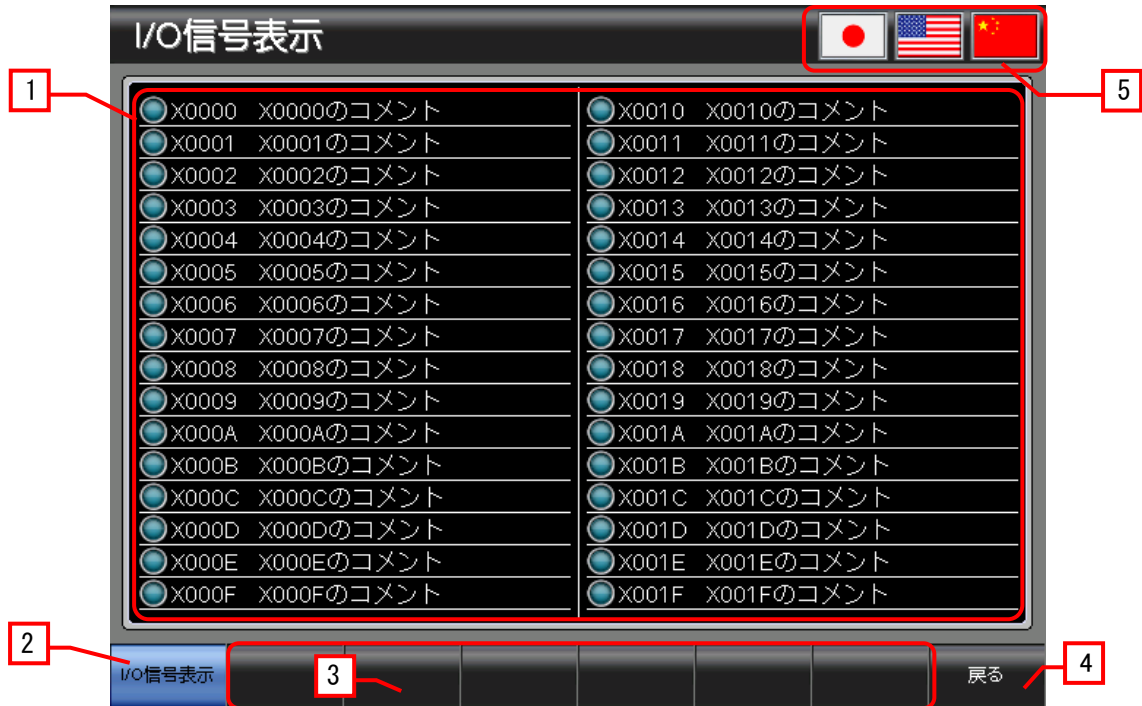 I/O信号表示
1
5
X0000 X0000のコメント
X0001 X0001のコメント
X0002 X0002のコメント
X0003 X0003のコメント
X0004 X0004のコメント
X0005 X0005のコメント
X0006 X0006のコメント
X0007 X0007のコメント
X0008 X0008のコメント
X0009 X0009のコメント
X000A X000Aのコメント
X000B X000Bのコメント
X000C X000Cのコメント
X000D X000Dのコメント
X000E X000Eのコメント
X000F X000Fのコメント
X0010 X0010のコメント
X0011 X0011のコメント
X0012 X0012のコメント
X0013 X0013のコメント
X0014 X0014のコメント
X0015 X0015のコメント
X0016 X0016のコメント
X0017 X0017のコメント
X0018 X0018のコメント
X0019 X0019のコメント
X001A X001Aのコメント
X001B X001Bのコメント
X001C X001Cのコメント
X001D X001Dのコメント
X001E X001Eのコメント
X001F X001Fのコメント
2
I/O信号表示
3
戻る
4